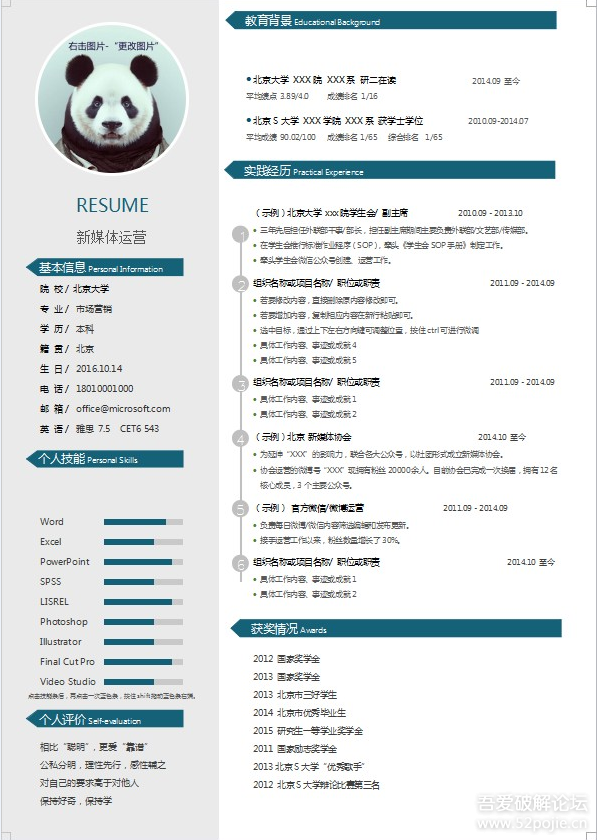 右击图片-“更改图片”
RESUME
新媒体运营
基本信息 Personal Information
院 校 / 北京大学
专 业 / 市场营销
学 历 / 本科
籍 贯 / 北京
生 日 / 2016.10.14
电 话 / 18010001000
邮 箱 / office@microsoft.com
英 语 / 雅思 7.5 CET6 543
个人技能 Personal Skills
Word
Excel
PowerPoint
SPSS
LISREL
Photoshop
Illustrator
Final Cut Pro
Video Studio
点击技能条后，再点击一次蓝色条，按住shift拖动蓝色条右端。
个人评价 Self-evaluation
相比“聪明”，更爱“靠谱”
公私分明，理性先行，感性辅之
对自己的要求高于对他人
保持好奇，保持学
教育背景 Educational Background
•北京大学 XXX 院 XXX 系 研二在读 2014.09 至今
平均绩点 3.89/4.0 成绩排名 1/16
•北京 S 大学 XXX 学院 XXX 系 获学士学位 2010.09-2014.07
平均成绩 90.02/100 成绩排名 1/65 综合排名 1/65
实践经历 Practical Experience
1
（示例）北京大学 xxx 院学生会/ 副主席 2010.09 - 2013.10
• 三年先后担任外联部干事/部长，担任副主席期间主要负责外联部/文艺部/传媒部。
• 在学生会推行标准作业程序（SOP），牵头《学生会 SOP 手册》制定工作。
• 牵头学生会微信公众号创建、运营工作。
2
组织名称或项目名称/ 职位或职责 2011.09 - 2014.09
• 若要修改内容，直接删除原内容修改即可。
• 若要增加内容，复制相应内容在新行粘贴即可。
• 选中目标，通过上下左右方向键可调整位置，按住 ctrl 可进行微调
• 具体工作内容、事迹或成就 4
• 具体工作内容、事迹或成就 5
3
组织名称或项目名称/ 职位或职责 2011.09 - 2014.09
• 具体工作内容、事迹或成就 1
• 具体工作内容、事迹或成就 2
4
（示例）北京 新媒体协会 2014.10 至今
• 为延伸“XXX”的影响力，联合各大公众号，以社团形式成立新媒体协会。
• 协会运营的微博号“XXX”现拥有粉丝 20000 余人。目前协会已完成一次换届，拥有 12 名
核心成员，3 个主要公众号。
5
（示例） 官方微信/微博运营 2011.09 - 2014.09
• 负责每日微博/微信内容筛选编辑和发布更新。
• 接手运营工作以来，粉丝数量增长了 30%。
6
组织名称或项目名称/ 职位或职责 2014.10 至今
• 具体工作内容、事迹或成就 1
• 具体工作内容、事迹或成就 2
获奖情况 Awards
2012 国家奖学金
2013 国家奖学金
2013 北京市三好学生
2014 北京市优秀毕业生
2015 研究生一等学业奖学金
2011 国家励志奖学金
2013 北京 S 大学“优秀歌手”
2012 北京 S 大学辩论比赛第三名
吾爱破解论坛
www.52pojie.cn